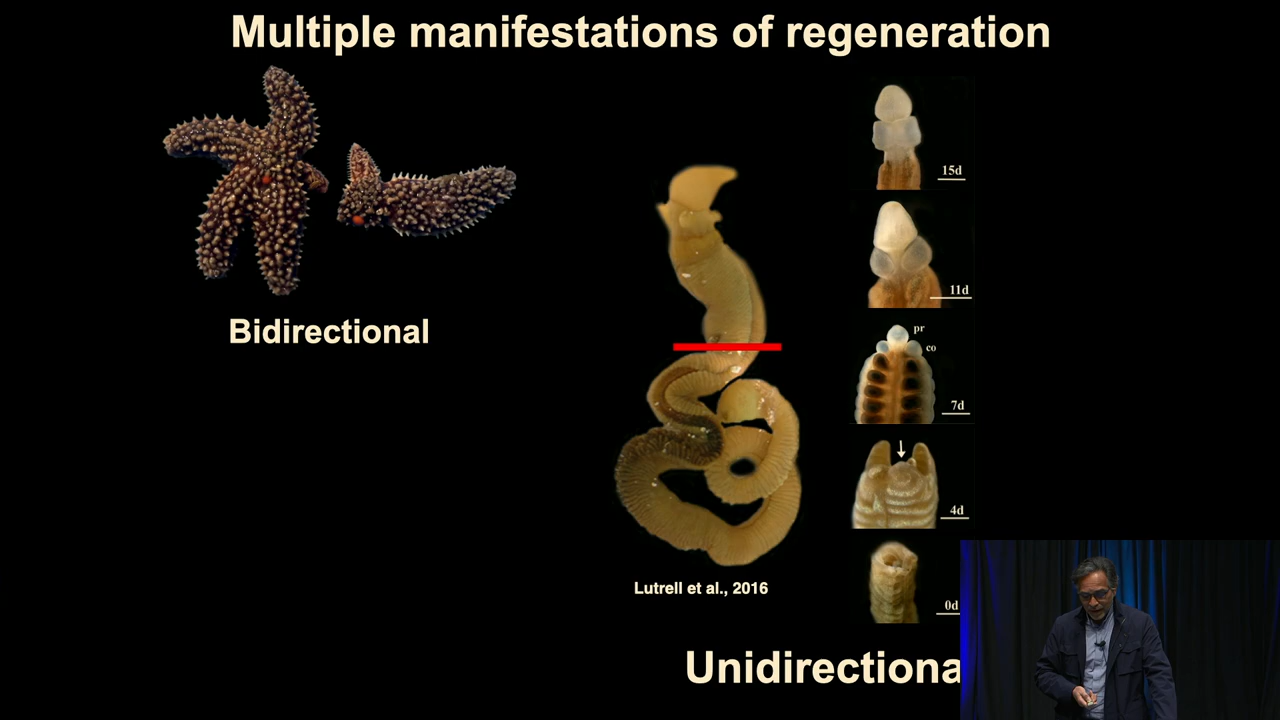 Multiple manifestations of regeneration
Bidirectional
15d
11d
pr
co
7d
4d
0d
Lutrell et al., 2016
Unidirectiona